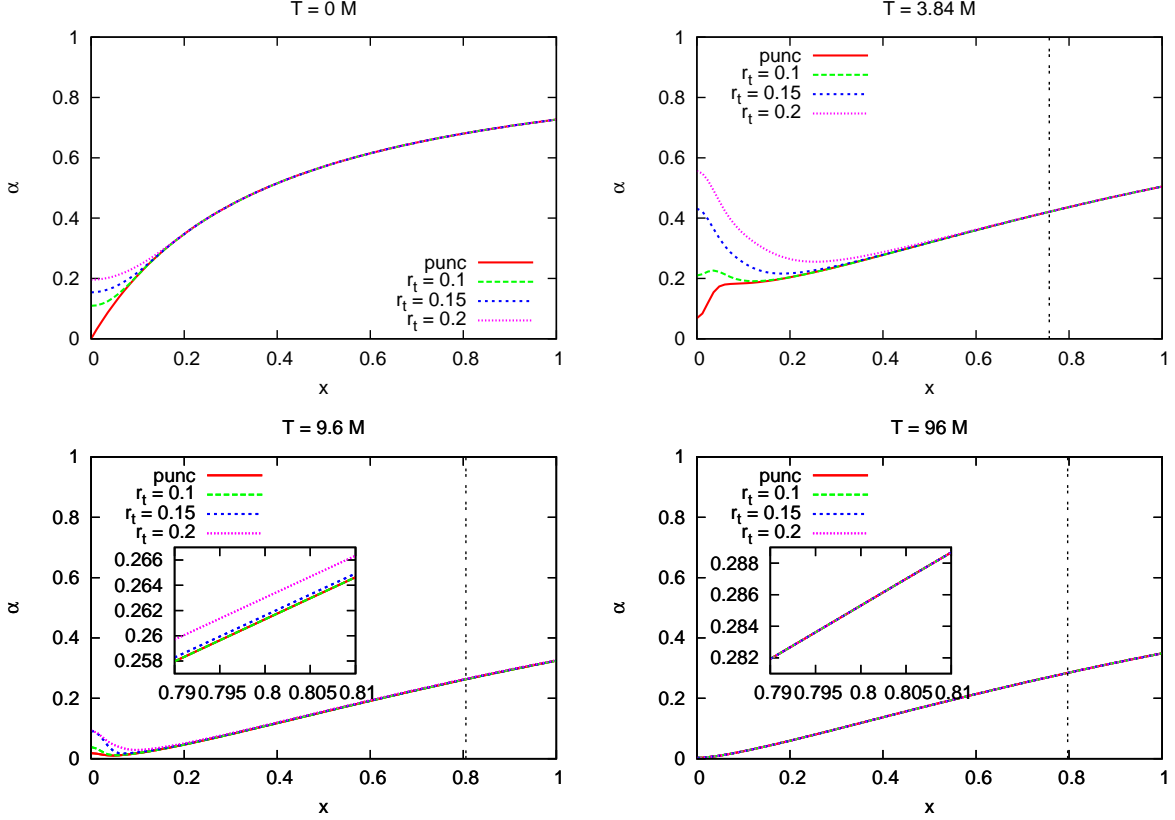 T = 0 M
1
0.8
0.6
0.4
0.2
0
α
punc
r_t = 0.1
r_t = 0.15
r_t = 0.2
0 0.2 0.4 0.6 0.8 1
x
T = 3.84 M
1
0.8
0.6
0.4
0.2
0
α
punc
r_t = 0.1
r_t = 0.15
r_t = 0.2
0 0.2 0.4 0.6 0.8 1
x
T = 9.6 M
1
0.8
0.6
0.4
0.2
0
α
punc
r_t = 0.1
r_t = 0.15
r_t = 0.2
0.266
0.264
0.262
0.26
0.258
0.790 0.795 0.8 0.805 0.81
0 0.2 0.4 0.6 0.8 1
x
T = 96 M
1
0.8
0.6
0.4
0.2
0
α
punc
r_t = 0.1
r_t = 0.15
r_t = 0.2
0.288
0.286
0.284
0.282
0.790 0.795 0.8 0.805 0.81
0 0.2 0.4 0.6 0.8 1
x